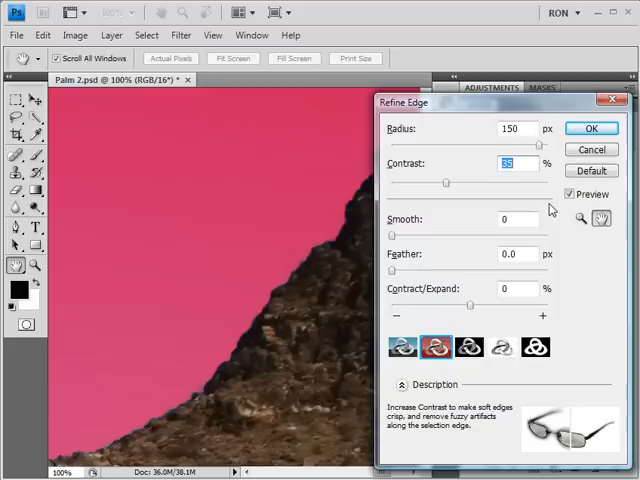 Ps 100% RON
File Edit Image Layer Select Filter View Window Help
Scroll All Windows Actual Pixels Fit Screen Fill Screen Print Size
Palm 2.psd @ 100% (RGB/16*) * × ADJUSTMENTS MASKS
Refine Edge
Radius: 150 px OK
Cancel
Contrast: 35 %
Default
Preview
Smooth: 0
Feather: 0.0 px
Contract/Expand: 0 %
− +
Description
Increase Contrast to make soft edges
crisp, and remove fuzzy artifacts
along the selection edge.
100% Doc: 36.0M/38.1M